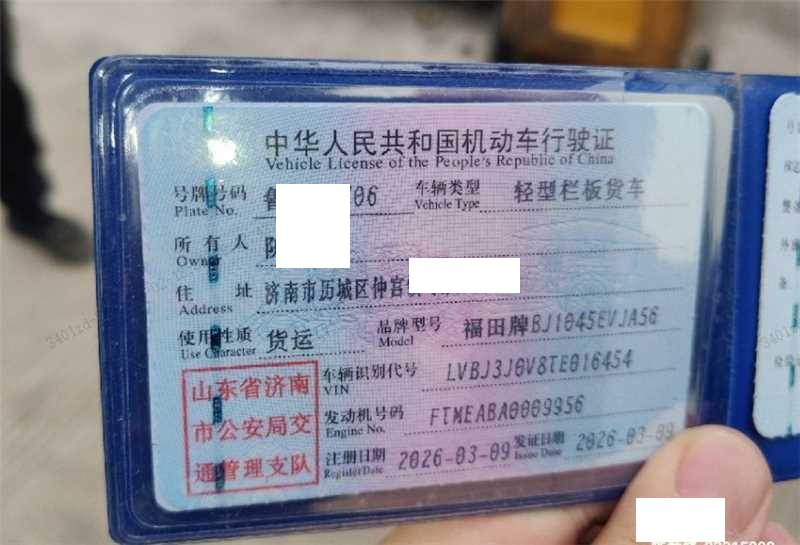 中华人民共和国机动车行驶证
Vehicle License of the People's Republic of China
号牌号码 06 车辆类型 轻型栏板货车
Plate No. Vehicle Type
所有人
Owner
住址 济南市历城区仲宫
Address
使用性质 货运 品牌型号 福田牌BJ1045EVJA56
Use Character Model
山东省济南
市公安局交
通管理支队
车辆识别代号 LVBJ3J0V8TE016454
VIN
发动机号码 FTMEABA0009956
Engine No.
注册日期 2026-03-09 发证日期 2026-03-09
Register Date Issue Date